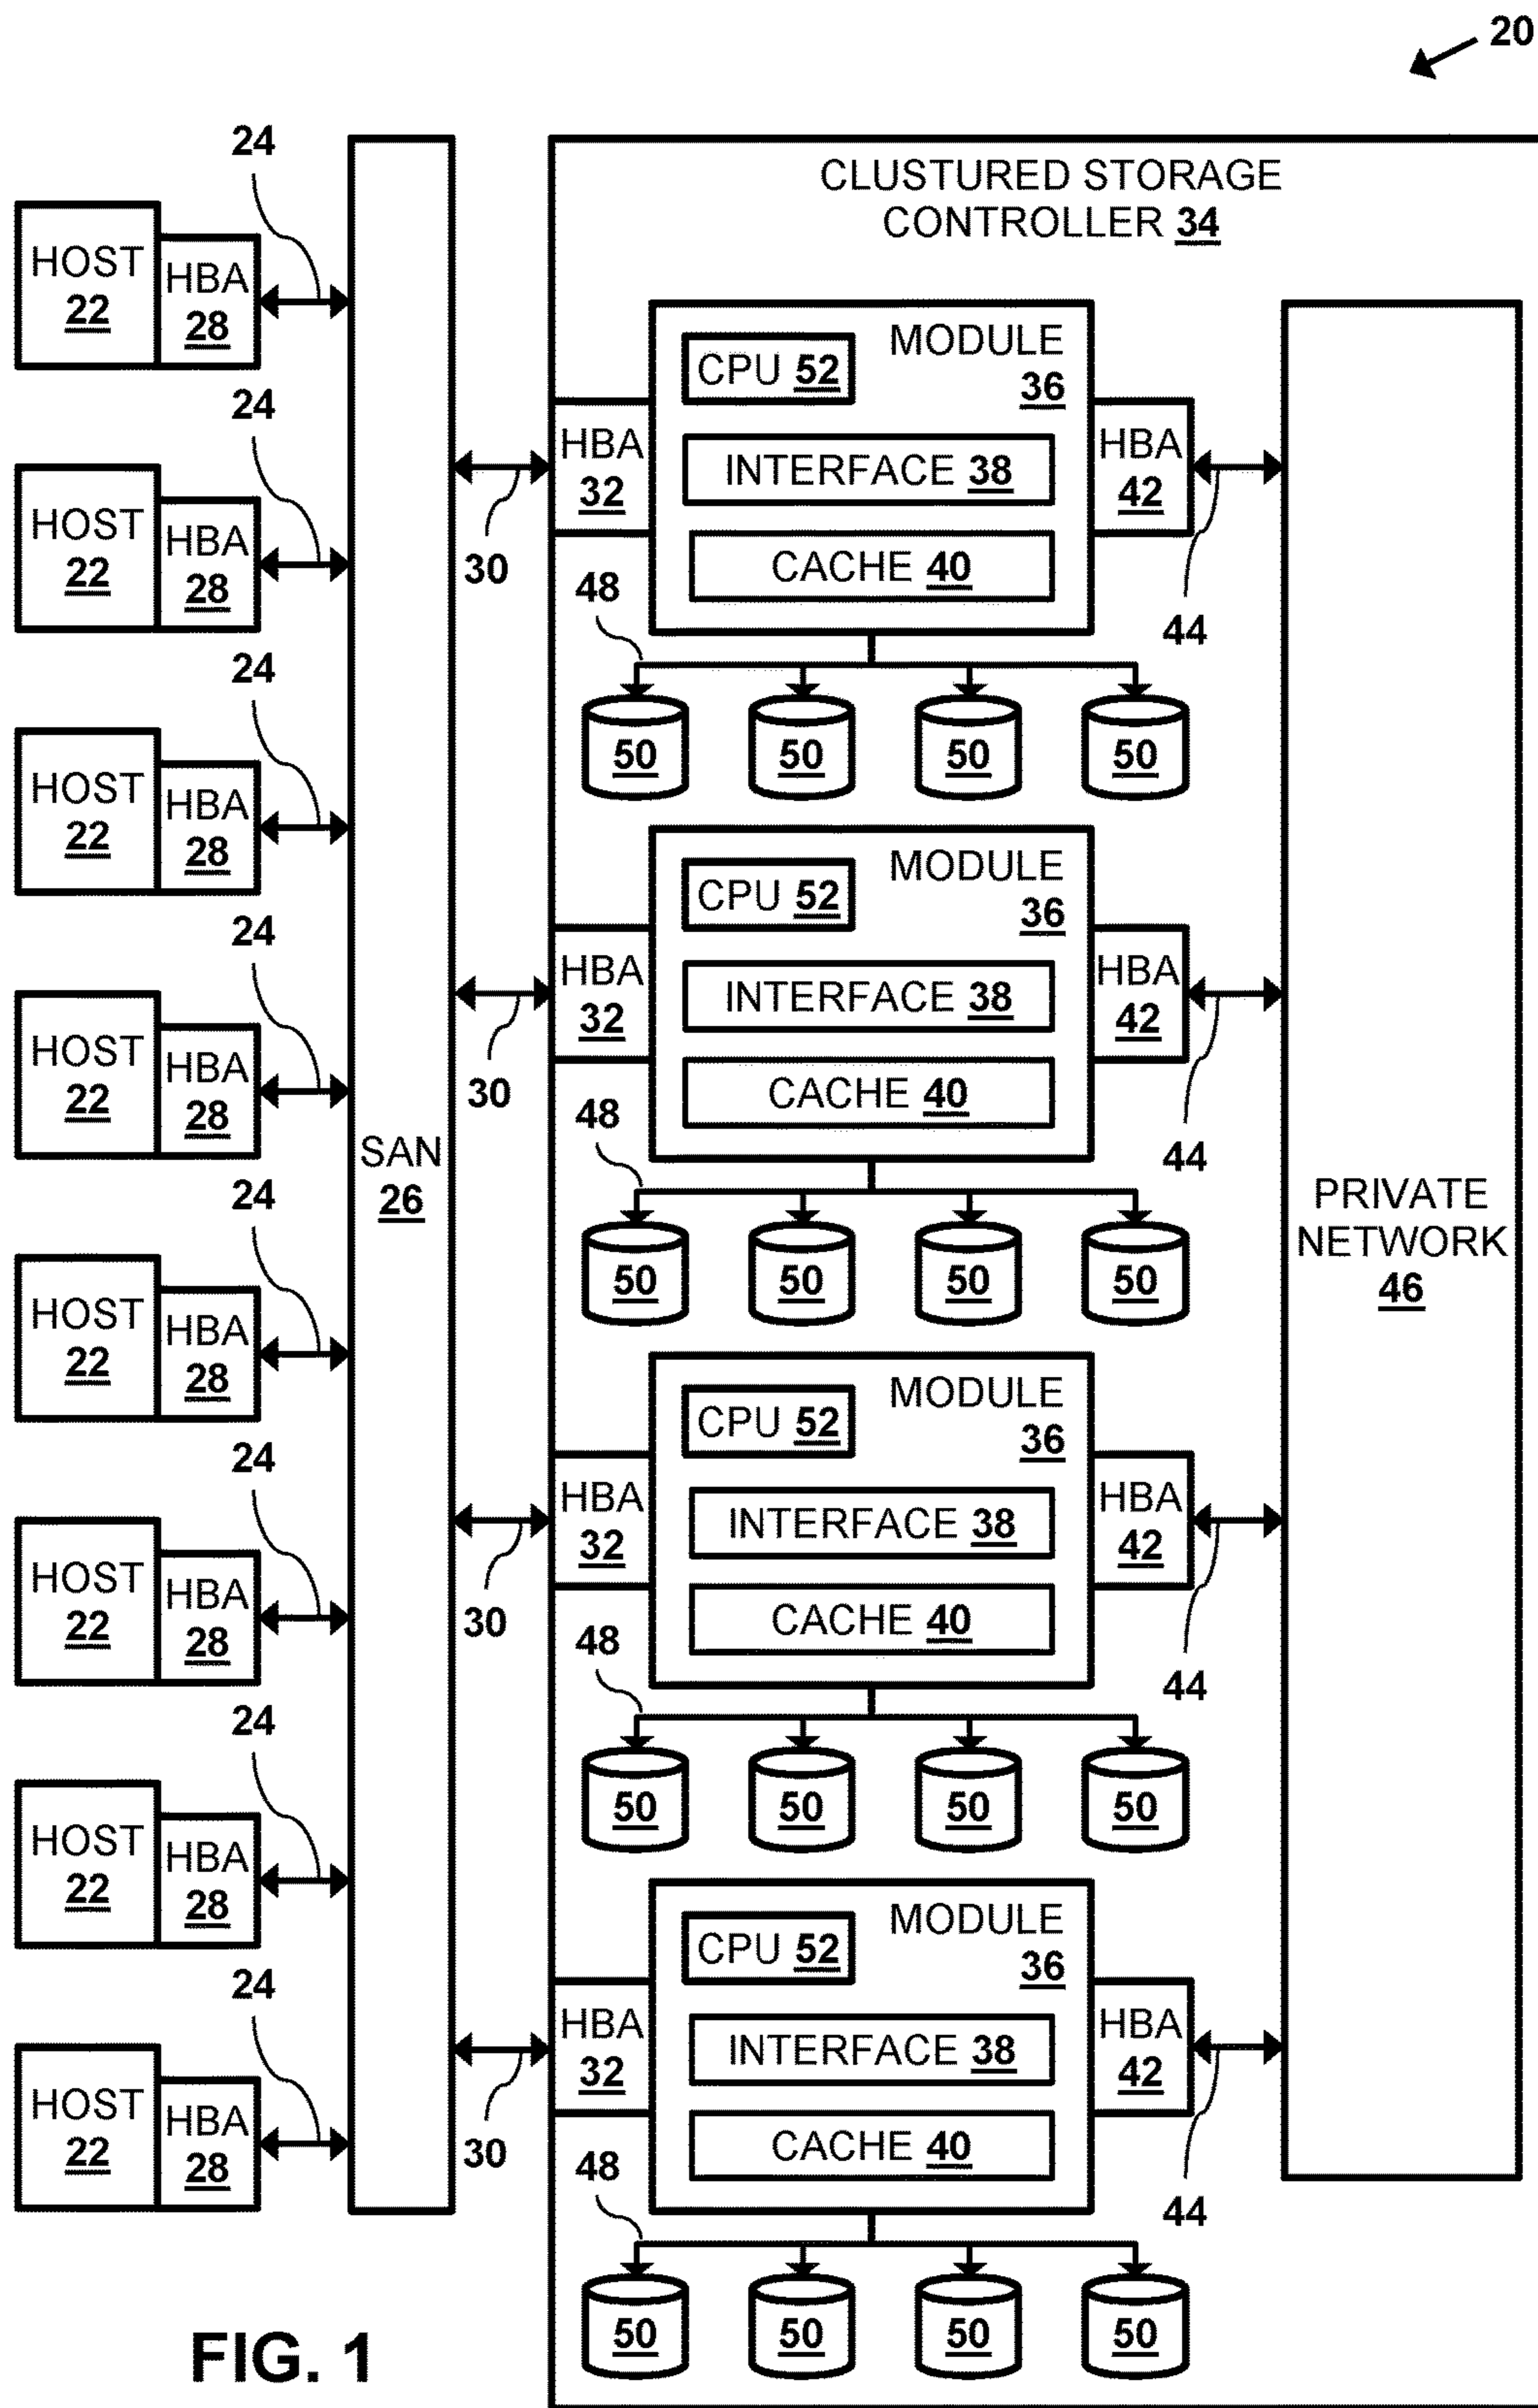 20
24
CLUSTURED STORAGE
CONTROLLER 34
HOST
22
HBA
28
24
HOST
22
HBA
28
24
HOST
22
HBA
28
24
HOST
22
HBA
28
24
HOST
22
HBA
28
24
HOST
22
HBA
28
24
HOST
22
HBA
28
24
HOST
22
HBA
28
SAN
26
30
HBA
32
CPU 52
MODULE
36
INTERFACE 38
CACHE 40
HBA
42
44
48
50
50
50
50
30
HBA
32
CPU 52
MODULE
36
INTERFACE 38
CACHE 40
HBA
42
44
48
50
50
50
50
30
HBA
32
CPU 52
MODULE
36
INTERFACE 38
CACHE 40
HBA
42
44
48
50
50
50
50
30
HBA
32
CPU 52
MODULE
36
INTERFACE 38
CACHE 40
HBA
42
44
48
50
50
50
50
PRIVATE
NETWORK
46
FIG. 1